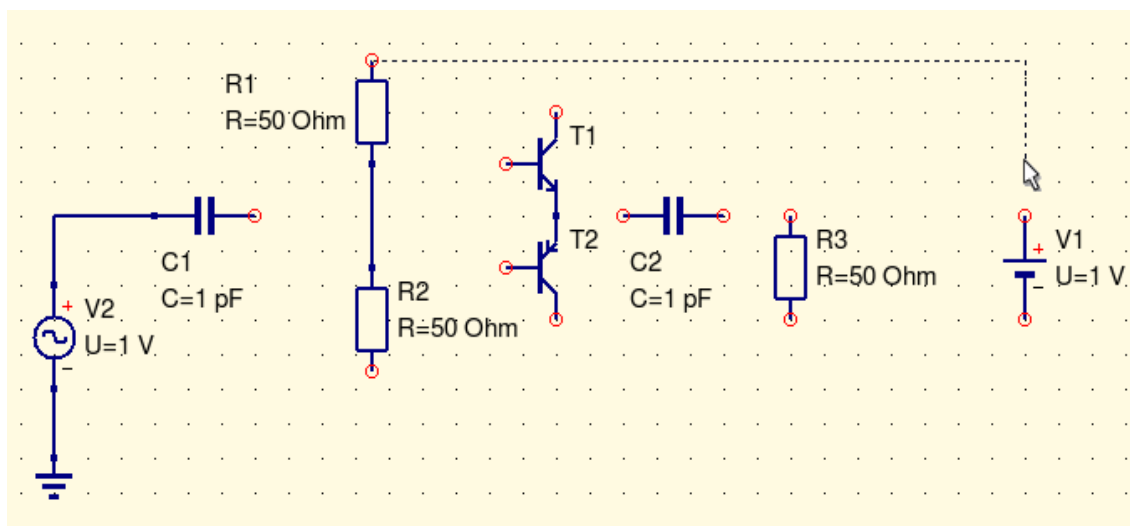 R1
R=50 Ohm
T1
C1
C=1 pF
T2
C2
C=1 pF
R3
R=50 Ohm
V1
U=1 V
R2
R=50 Ohm
V2
U=1 V